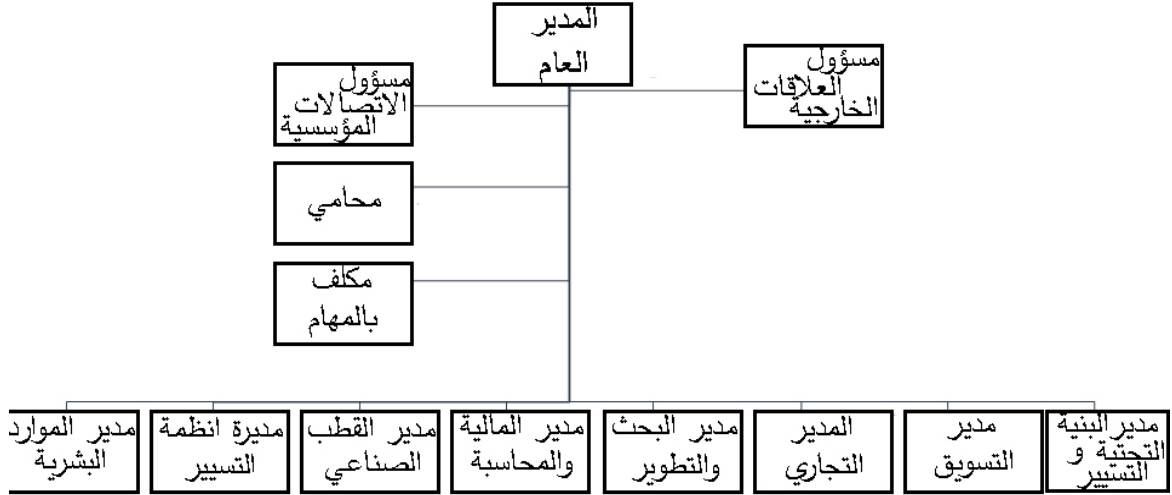 المدير
العام
مسؤول
العلاقات
الخارجية
مسؤول
الاتصالات
المؤسسية
محامي
مكلف
بالمهام
مدير البنية
التحتية و
التسيير
مدير
التسويق
المدير
التجاري
مدير البحث
والتطوير
مدير المالية
والمحاسبة
مدير القطب
الصناعي
مديرة انظمة
التسيير
مدير الموارد
البشرية